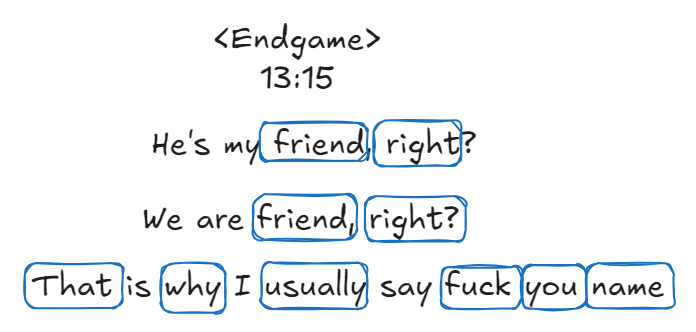 <Endgame>
13:15
He's my friend, right?
We are friend, right?
That is why I usually say fuck you name